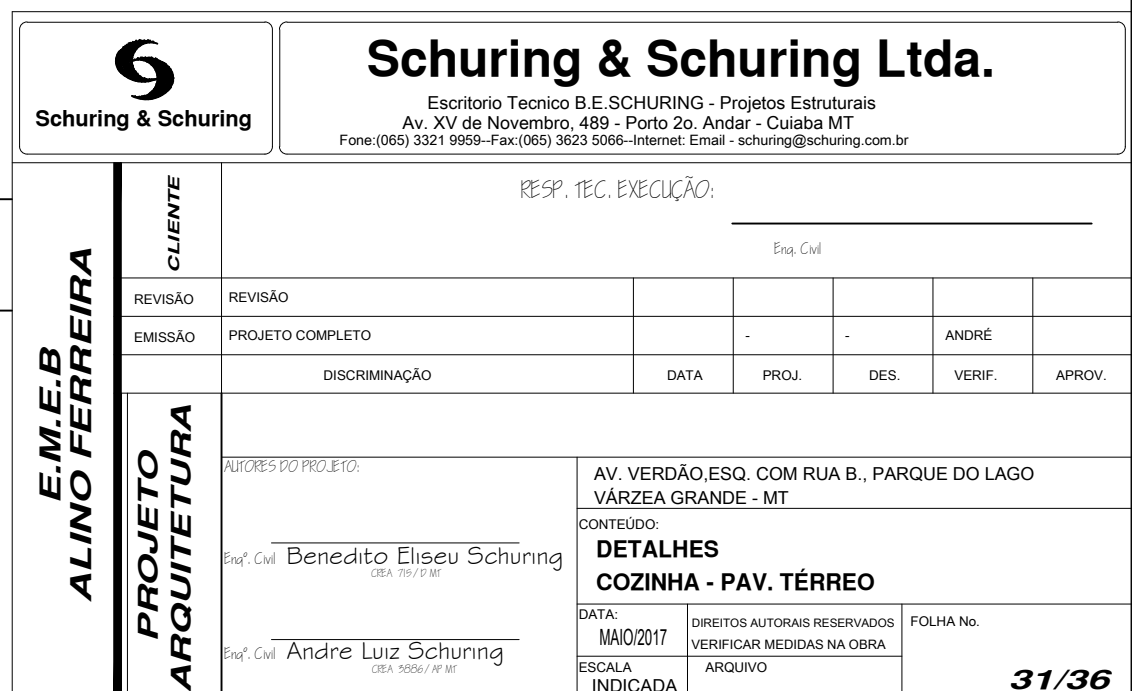 Schuring & Schuring
Schuring & Schuring Ltda.
Escritorio Tecnico B.E.SCHURING - Projetos Estruturais
Av. XV de Novembro, 489 - Porto 2o. Andar - Cuiaba MT
Fone:(065) 3321 9959--Fax:(065) 3623 5066--Internet: Email - schuring@schuring.com.br
E.M.E.B
ALINO FERREIRA
CLIENTE
RESP. TEC. EXECUÇÃO:
Eng. Civil
REVISÃO REVISÃO
EMISSÃO PROJETO COMPLETO - - ANDRÉ
DISCRIMINAÇÃO DATA PROJ. DES. VERIF. APROV.
PROJETO
ARQUITETURA
AUTORES DO PROJETO:
Engº. Civil Benedito Eliseu Schuring
CREA 715/D MT
Engº. Civil Andre Luiz Schuring
CREA 3886/AP MT
AV. VERDÃO,ESQ. COM RUA B., PARQUE DO LAGO
VÁRZEA GRANDE - MT
CONTEÚDO:
DETALHES
COZINHA - PAV. TÉRREO
DATA:
MAIO/2017
DIREITOS AUTORAIS RESERVADOS
VERIFICAR MEDIDAS NA OBRA
FOLHA No.
31/36
ESCALA
INDICADA
ARQUIVO